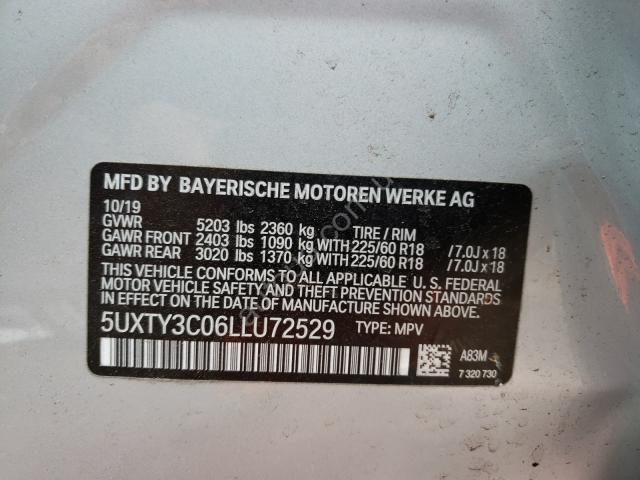 MFD BY BAYERISCHE MOTOREN WERKE AG
10/19
GVWR 5203 lbs 2360 kg TIRE / RIM
GAWR FRONT 2403 lbs 1090 kg WITH 225/60 R18 / 7.0J x 18
GAWR REAR 3020 lbs 1370 kg WITH 225/60 R18 / 7.0J x 18
THIS VEHICLE CONFORMS TO ALL APPLICABLE U. S. FEDERAL
MOTOR VEHICLE SAFETY, BUMPER, AND THEFT PREVENTION
STANDARDS IN EFFECT ON THE DATE OF MANUFACTURE SHOWN ABOVE.
5UXTY3C06LLU72529 TYPE: MPV
A83M
7 320 730